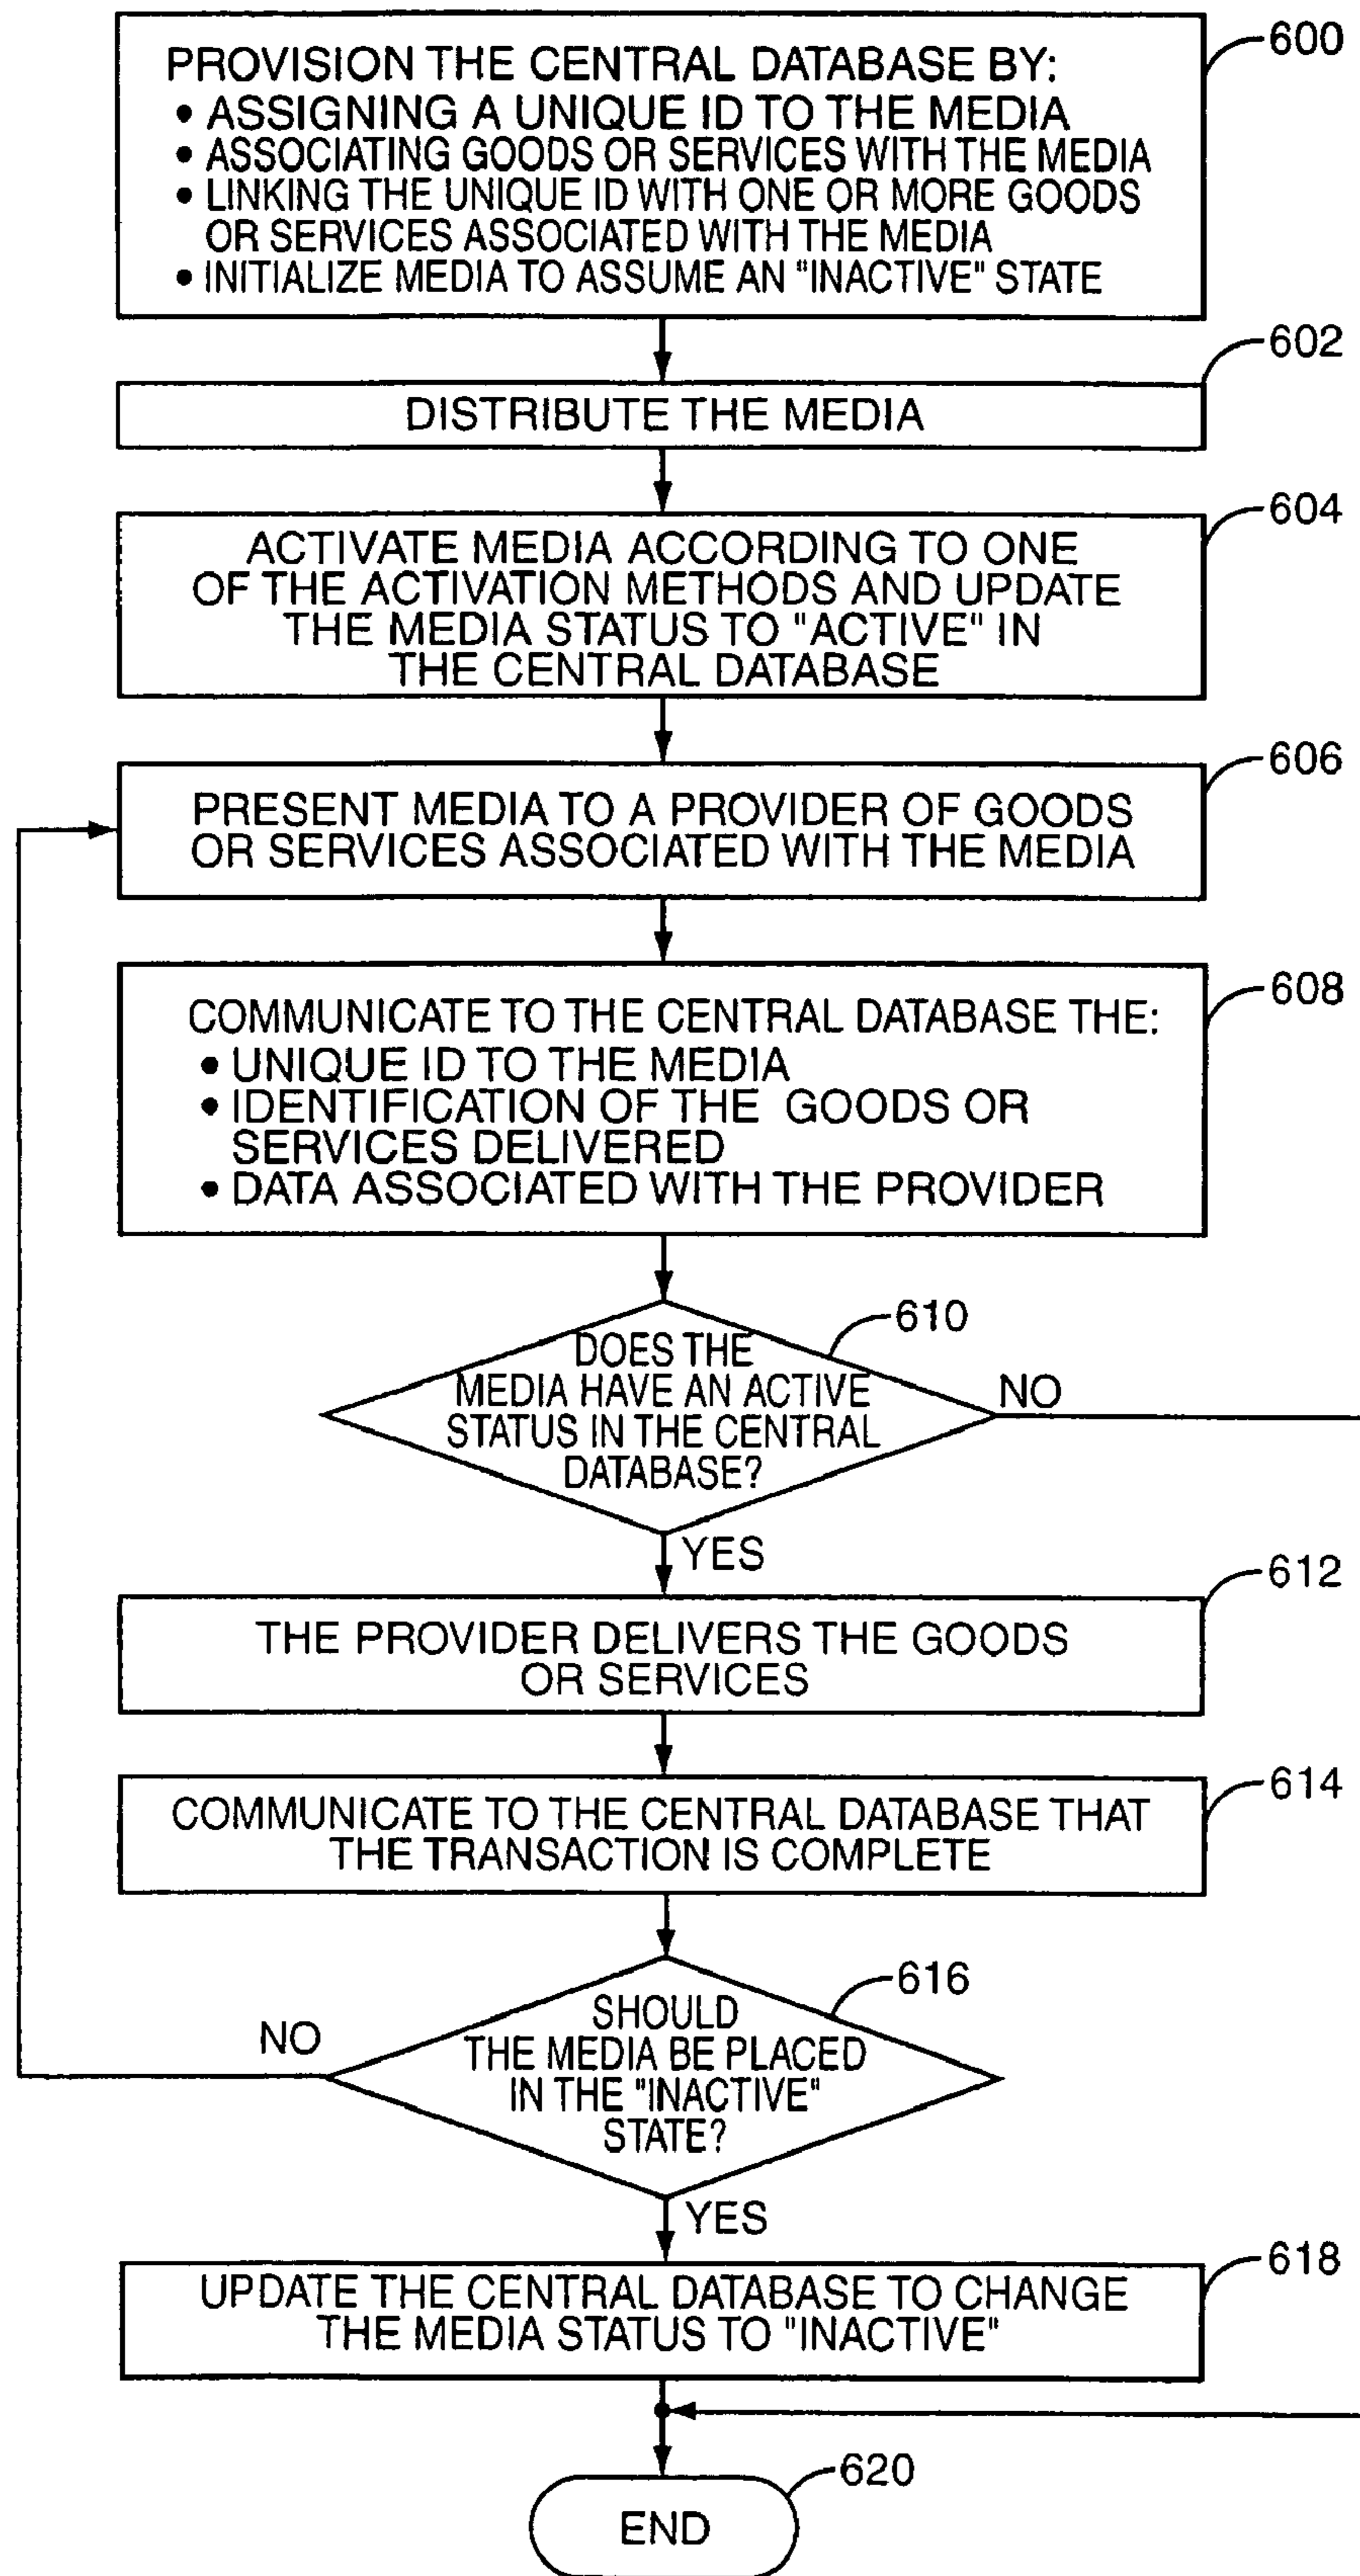 600
PROVISION THE CENTRAL DATABASE BY:
• ASSIGNING A UNIQUE ID TO THE MEDIA
• ASSOCIATING GOODS OR SERVICES WITH THE MEDIA
• LINKING THE UNIQUE ID WITH ONE OR MORE GOODS
OR SERVICES ASSOCIATED WITH THE MEDIA
• INITIALIZE MEDIA TO ASSUME AN "INACTIVE" STATE
602
DISTRIBUTE THE MEDIA
604
ACTIVATE MEDIA ACCORDING TO ONE
OF THE ACTIVATION METHODS AND UPDATE
THE MEDIA STATUS TO "ACTIVE" IN
THE CENTRAL DATABASE
606
PRESENT MEDIA TO A PROVIDER OF GOODS
OR SERVICES ASSOCIATED WITH THE MEDIA
608
COMMUNICATE TO THE CENTRAL DATABASE THE:
• UNIQUE ID TO THE MEDIA
• IDENTIFICATION OF THE GOODS OR
SERVICES DELIVERED
• DATA ASSOCIATED WITH THE PROVIDER
610
DOES THE
MEDIA HAVE AN ACTIVE
STATUS IN THE CENTRAL
DATABASE?
NO
YES
612
THE PROVIDER DELIVERS THE GOODS
OR SERVICES
614
COMMUNICATE TO THE CENTRAL DATABASE THAT
THE TRANSACTION IS COMPLETE
616
SHOULD
THE MEDIA BE PLACED
IN THE "INACTIVE"
STATE?
NO
YES
618
UPDATE THE CENTRAL DATABASE TO CHANGE
THE MEDIA STATUS TO "INACTIVE"
620
END